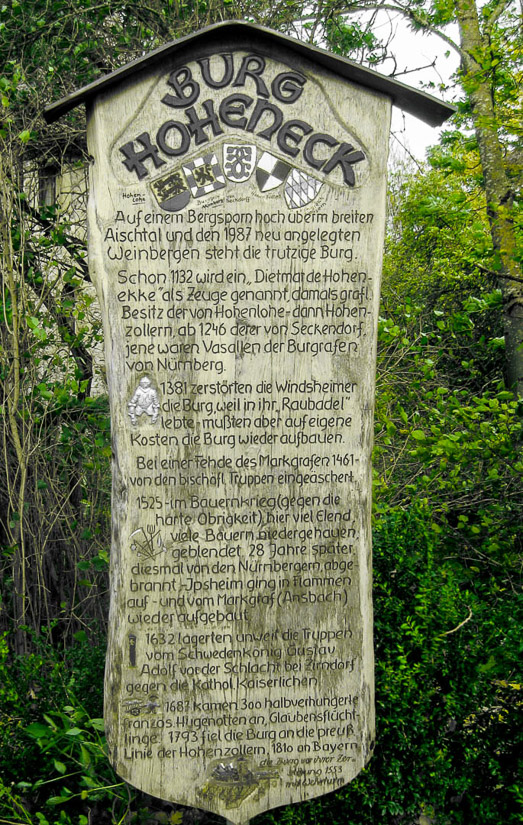 BURG
HOHENECK
Hohen-
lohe
Seckendorf
Auf einem Bergsporn hoch überm breiten
Aischtal und den 1987 neu angelegten
Weinbergen steht die trutzige Burg.
Schon 1132 wird ein „Dietmar de Hohen-
ekke" als Zeuge genannt, damals gräfl.
Besitz der von Hohenlohe - dann Hohen-
zollern, ab 1246 derer von Seckendorf,
jene waren Vasallen der Burgrafen
von Nürnberg.
1381 zerstörten die Windsheimer
die Burg, weil in ihr „Raubadel"
lebte - mußten aber auf eigene
Kosten die Burg wieder aufbauen.
Bei einer Fehde des Markgrafen 1461-
von den bischöfl. Truppen eingeäschert.
1525 - im Bauernkrieg (gegen die
harte Obrigkeit) hier viel Elend.
viele Bauern niedergehauen,
geblendet. 28 Jahre später
diesmal von den Nürnbergern, abge
brannt - Ipsheim ging in Flammen
auf - und vom Markgraf (Ansbach)
wieder aufgebaut.
1632 lagerten unweit die Truppen
vom Schwedenkönig Gustav
Adolf vor der Schlacht bei Zirndorf
gegen die Kathol. Kaiserlichen.
1687 kamen 300 halbverhungerte
französ. Hugenotten an, Glaubensflücht
linge. 1793 fiel die Burg an die preuß.
Linie der Hohenzollern. 1810 an Bayern.
die Burg vor ihrer Zer-
störung 1553
mit Wehrturm